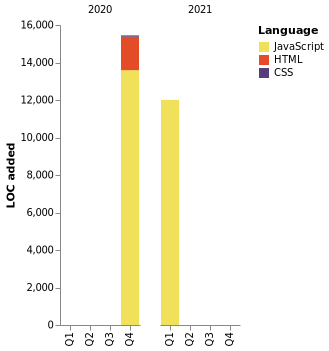 2020 2021
Language
JavaScript
HTML
CSS
LOC added
16,000
14,000
12,000
10,000
8,000
6,000
4,000
2,000
0
Q1 Q2 Q3 Q4 Q1 Q2 Q3 Q4